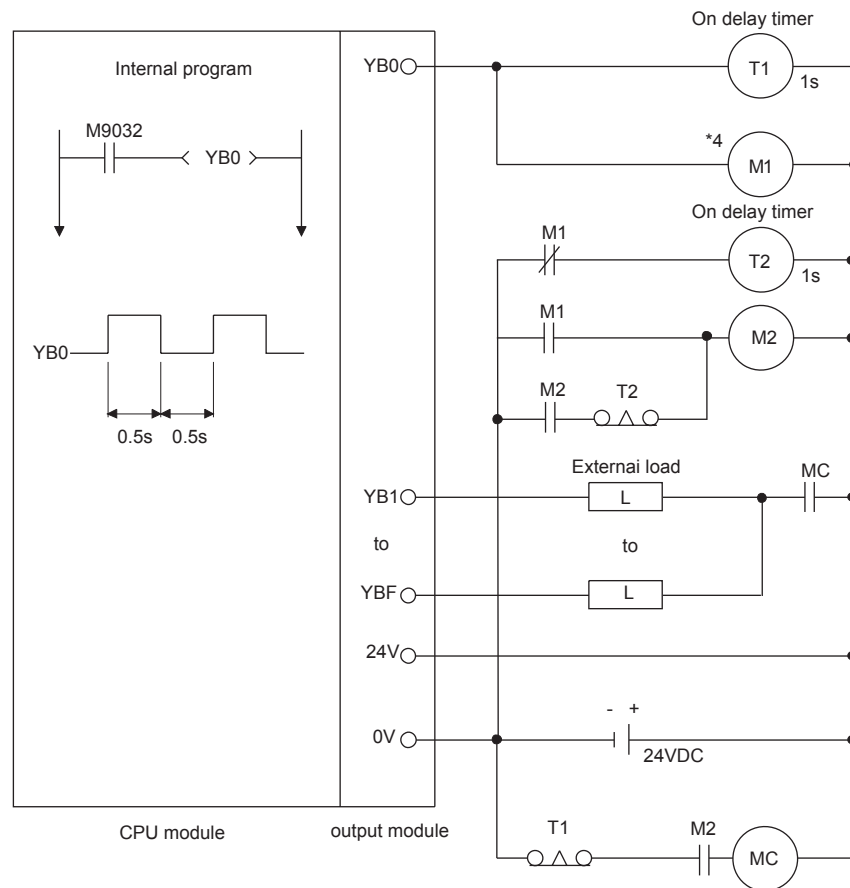 On delay timer
Internal program
YB0
T1
1s
M9032
YB0
*4
M1
On delay timer
M1
T2
1s
M1
YB0
M2
M2
T2
0.5s 0.5s
Externai load
MC
YB1
L
to
to
YBF
L
24V
- +
0V
24VDC
CPU module
output module
T1
M2
MC